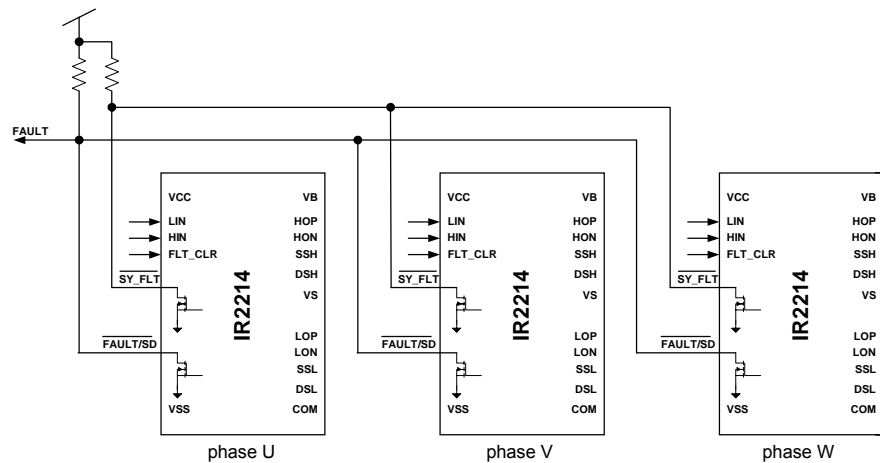 FAULT
VCC
VB
LIN
HOP
HIN
HON
FLT_CLR
SSH
DSH
SY_FLT
VS
IR2214
LOP
FAULT/SD
LON
SSL
DSL
VSS
COM
phase U
VCC
VB
LIN
HOP
HIN
HON
FLT_CLR
SSH
DSH
SY_FLT
VS
IR2214
LOP
FAULT/SD
LON
SSL
DSL
VSS
COM
phase V
VCC
VB
LIN
HOP
HIN
HON
FLT_CLR
SSH
DSH
SY_FLT
VS
IR2214
LOP
FAULT/SD
LON
SSL
DSL
VSS
COM
phase W